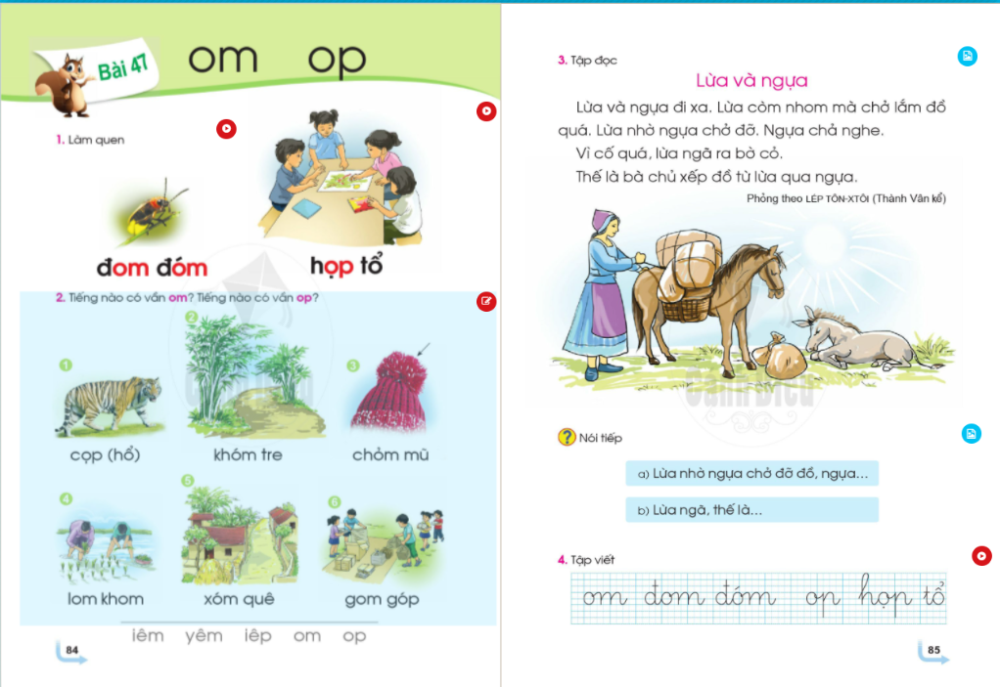 Bài 47
om op
1. Làm quen
đom đóm
họp tổ
2. Tiếng nào có vần om? Tiếng nào có vần op?
1
2
3
cọp (hổ)
khóm tre
chỏm mũ
4
5
6
lom khom
xóm quê
gom góp
iêm yêm iêp om op
84
3. Tập đọc
Lừa và ngựa
Lừa và ngựa đi xa. Lừa còm nhom mà chở lắm đồ
quá. Lừa nhờ ngựa chở đỡ. Ngựa chả nghe.
Vì cố quá, lừa ngã ra bờ cỏ.
Thế là bà chủ xếp đồ từ lừa qua ngựa.
Phỏng theo LÉP TÔN-XTÔI (Thành Vân kể)
Cánh Diều
Cánh Diều
? Nói tiếp
a) Lừa nhờ ngựa chở đỡ đồ, ngựa...
b) Lừa ngã, thế là...
4. Tập viết
om đom đóm op họp tổ
85